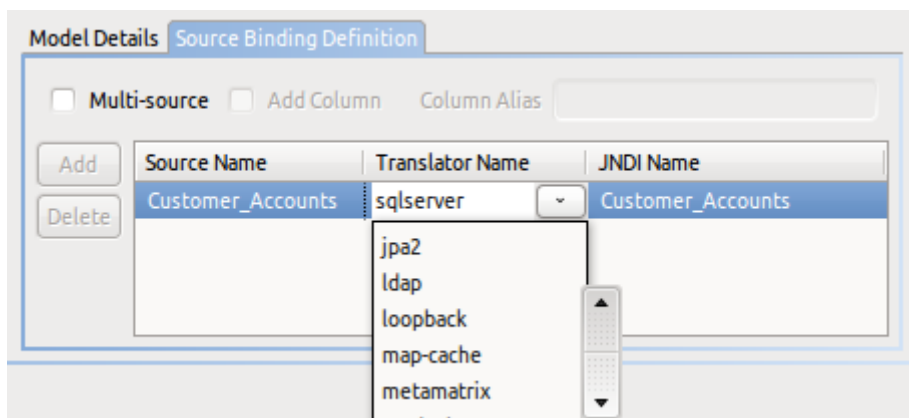 Model Details Source Binding Definition
Multi-source Add Column Column Alias
Add Source Name Translator Name JNDI Name
Delete Customer_Accounts sqlserver Customer_Accounts
jpa2
ldap
loopback
map-cache
metamatrix